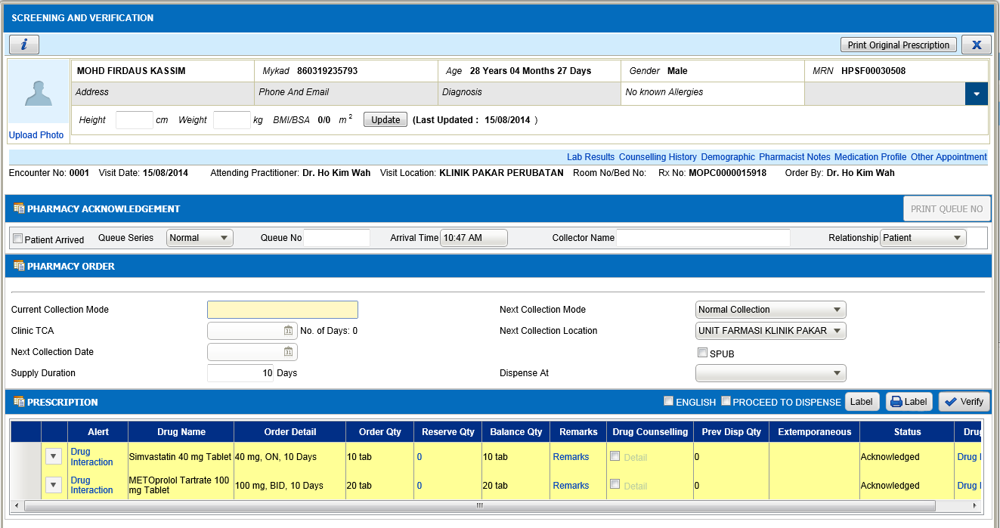 SCREENING AND VERIFICATION
i Print Original Prescription X
MOHD FIRDAUS KASSIM Mykad 860319235793 Age 28 Years 04 Months 27 Days Gender Male MRN HPSF00030508
Address Phone And Email Diagnosis No known Allergies
Height cm Weight kg BMI/BSA 0/0 m 2 Update (Last Updated : 15/08/2014 )
Upload Photo
Lab Results Counselling History Demographic Pharmacist Notes Medication Profile Other Appointment
Encounter No: 0001 Visit Date: 15/08/2014 Attending Practitioner: Dr. Ho Kim Wah Visit Location: KLINIK PAKAR PERUBATAN Room No/Bed No: Rx No: MOPC0000015918 Order By: Dr. Ho Kim Wah
PHARMACY ACKNOWLEDGEMENT PRINT QUEUE NO
Patient Arrived Queue Series Normal Queue No Arrival Time 10:47 AM Collector Name Relationship Patient
PHARMACY ORDER
Current Collection Mode Next Collection Mode Normal Collection
Clinic TCA 31 No. of Days: 0 Next Collection Location UNIT FARMASI KLINIK PAKAR
Next Collection Date 31 SPUB
Supply Duration 10 Days Dispense At
PRESCRIPTION ENGLISH PROCEED TO DISPENSE Label Label Verify
Alert Drug Name Order Detail Order Qty Reserve Qty Balance Qty Remarks Drug Counselling Prev Disp Qty Extemporaneous Status Drug
Drug Interaction Simvastatin 40 mg Tablet 40 mg, ON, 10 Days 10 tab 0 10 tab Remarks Detail 0 Acknowledged Drug I
Drug Interaction METOprolol Tartrate 100 mg Tablet 100 mg, BID, 10 Days 20 tab 0 20 tab Remarks Detail 0 Acknowledged Drug I